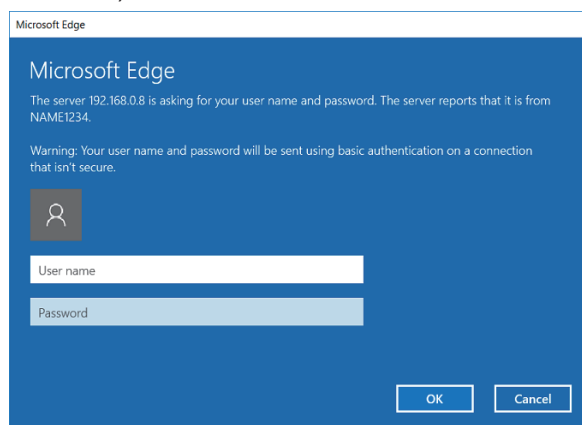 Microsoft Edge
Microsoft Edge
The server 192.168.0.8 is asking for your user name and password. The server reports that it is from
NAME1234.
Warning: Your user name and password will be sent using basic authentication on a connection
that isn't secure.
User name
Password
OK
Cancel